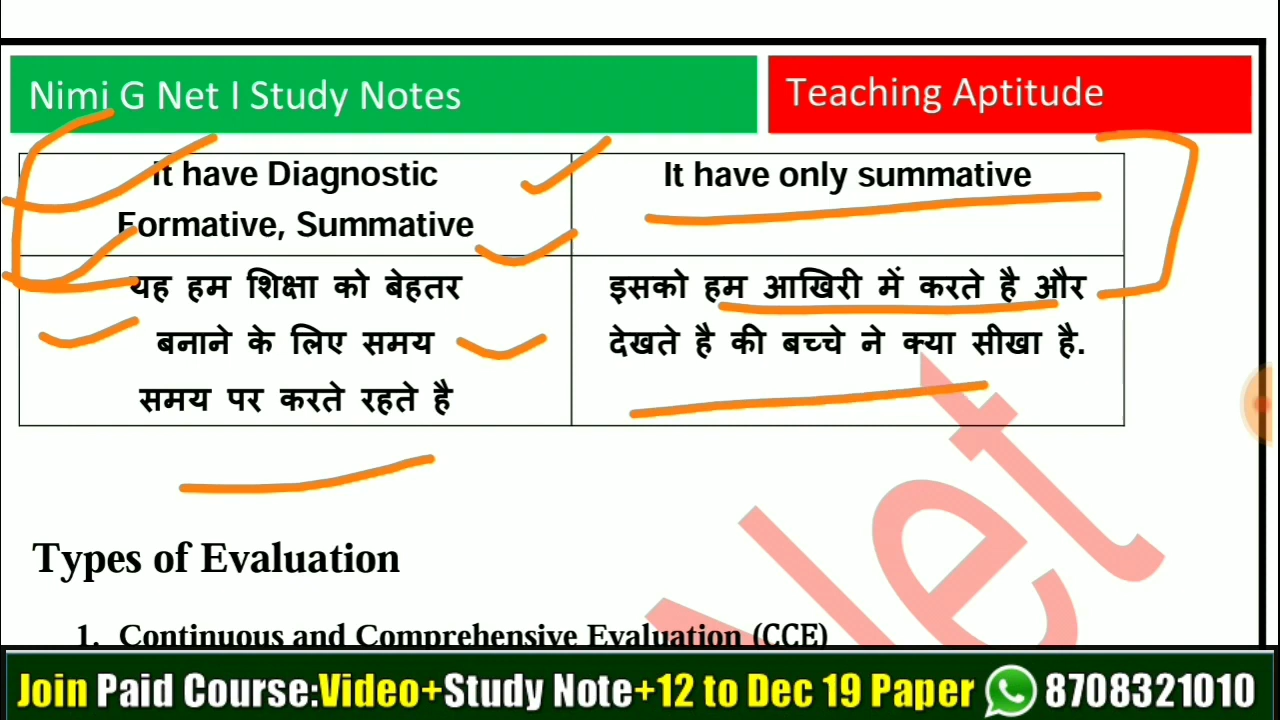 Nimi G Net I Study Notes
Teaching Aptitude
It have Diagnostic
Formative, Summative
It have only summative
यह हम शिक्षा को बेहतर
बनाने के लिए समय
समय पर करते रहते है
इसको हम आखिरी में करते है और
देखते है की बच्चे ने क्या सीखा है.
Types of Evaluation
1. Continuous and Comprehensive Evaluation (CCE)
Net
Join Paid Course:Video+Study Note+12 to Dec 19 Paper 8708321010